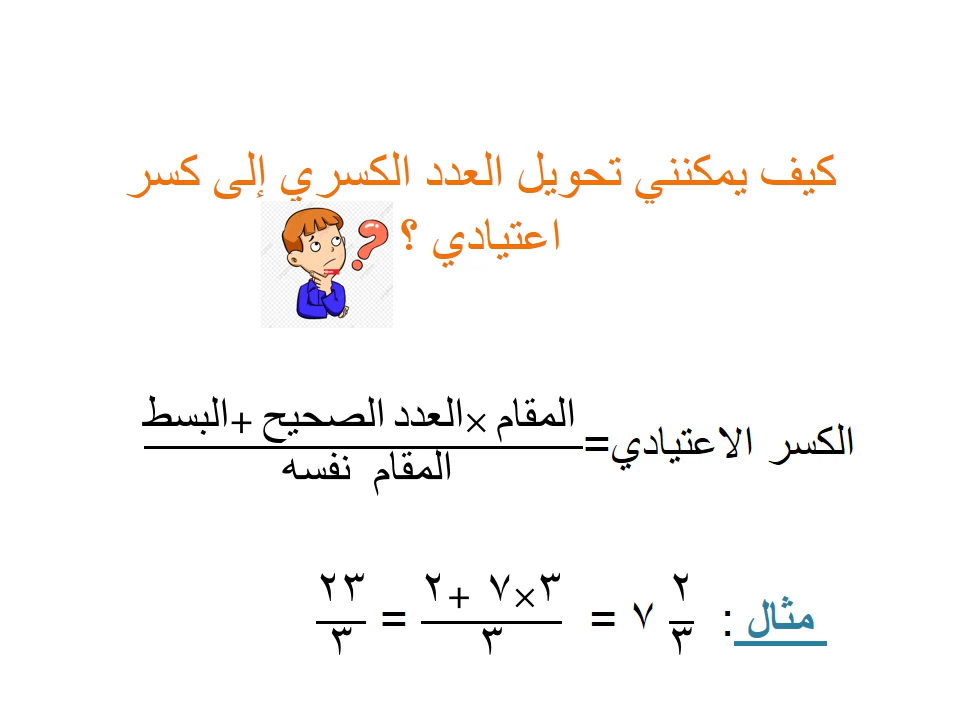 كيف يمكنني تحويل العدد الكسري إلى كسر
اعتيادي ؟
الكسر الاعتيادي= المقام ×العدد الصحيح +البسط
المقام نفسه
مثال : ٢/٣ ٧ = ٣×٧ +٢/٣ = ٢٣/٣